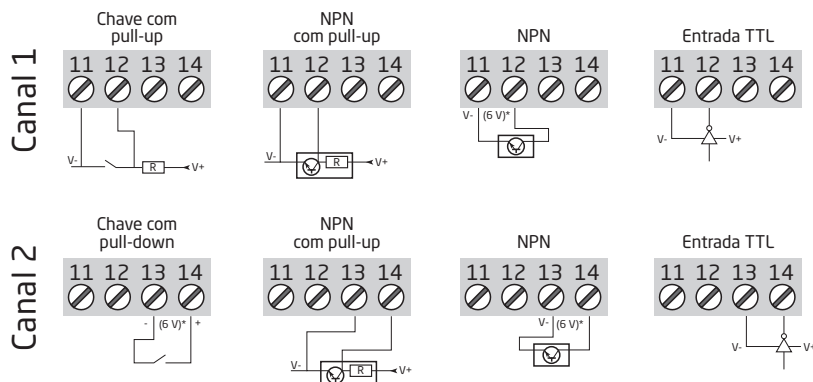 Canal 1
Chave com
pull-up
11 12 13 14
V-
R
V+
NPN
com pull-up
11 12 13 14
V-
R
V+
NPN
11 12 13 14
V- (6 V)*
Entrada TTL
11 12 13 14
V-
V+
Canal 2
Chave com
pull-down
11 12 13 14
- (6 V)* +
NPN
com pull-up
11 12 13 14
V-
R
V+
NPN
11 12 13 14
V- (6 V)*
Entrada TTL
11 12 13 14
V-
V+